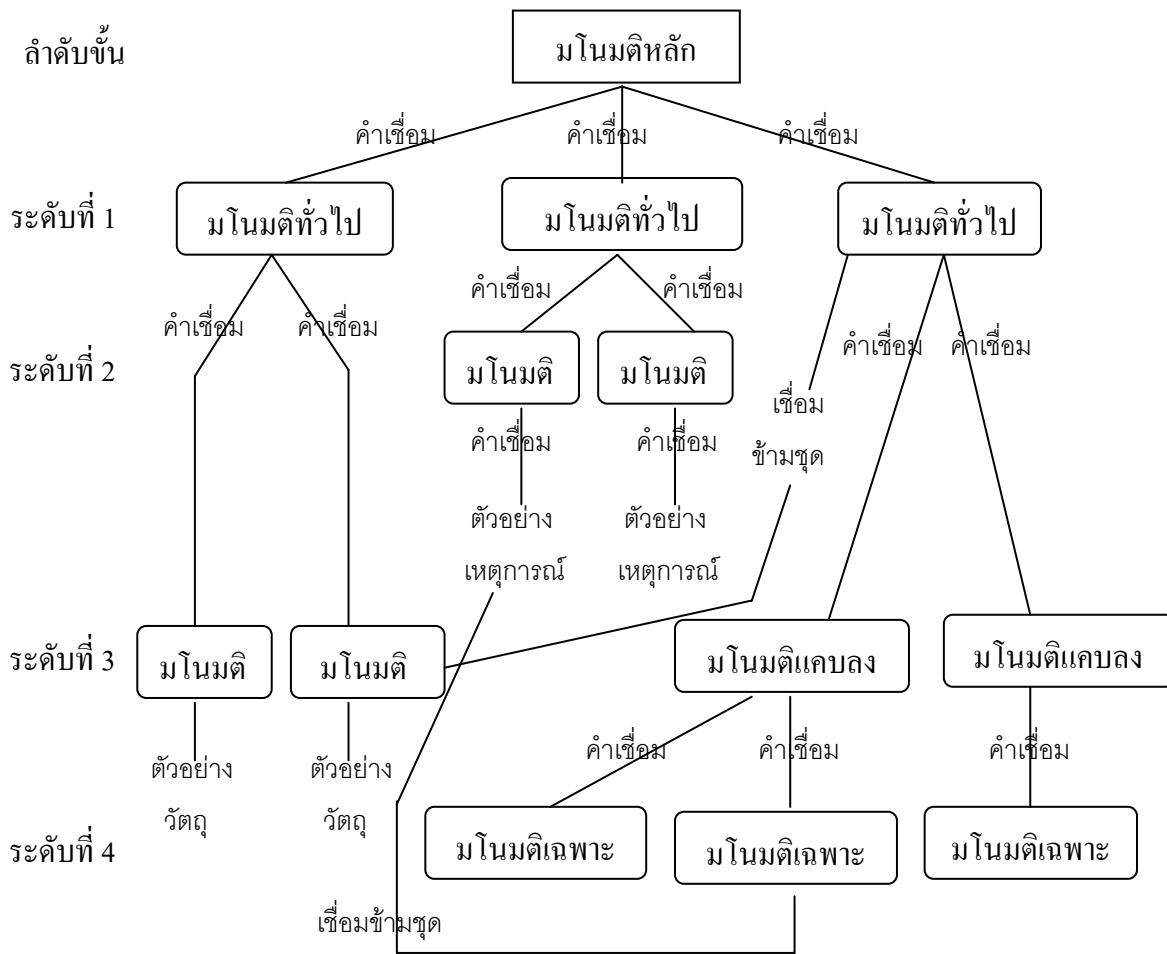 ลำดับขั้น
มโนมติหลัก
คำเชื่อม
คำเชื่อม
คำเชื่อม
ระดับที่ 1
มโนมติทั่วไป
มโนมติทั่วไป
มโนมติทั่วไป
คำเชื่อม
คำเชื่อม
คำเชื่อม
คำเชื่อม
คำเชื่อม
คำเชื่อม
ระดับที่ 2
มโนมติ
มโนมติ
เชื่อม
ข้ามชุด
คำเชื่อม
คำเชื่อม
ตัวอย่าง
เหตุการณ์
ตัวอย่าง
เหตุการณ์
ระดับที่ 3
มโนมติ
มโนมติ
มโนมติแคบลง
มโนมติแคบลง
คำเชื่อม
คำเชื่อม
คำเชื่อม
ตัวอย่าง
วัตถุ
ตัวอย่าง
วัตถุ
ระดับที่ 4
มโนมติเฉพาะ
มโนมติเฉพาะ
มโนมติเฉพาะ
เชื่อมข้ามชุด